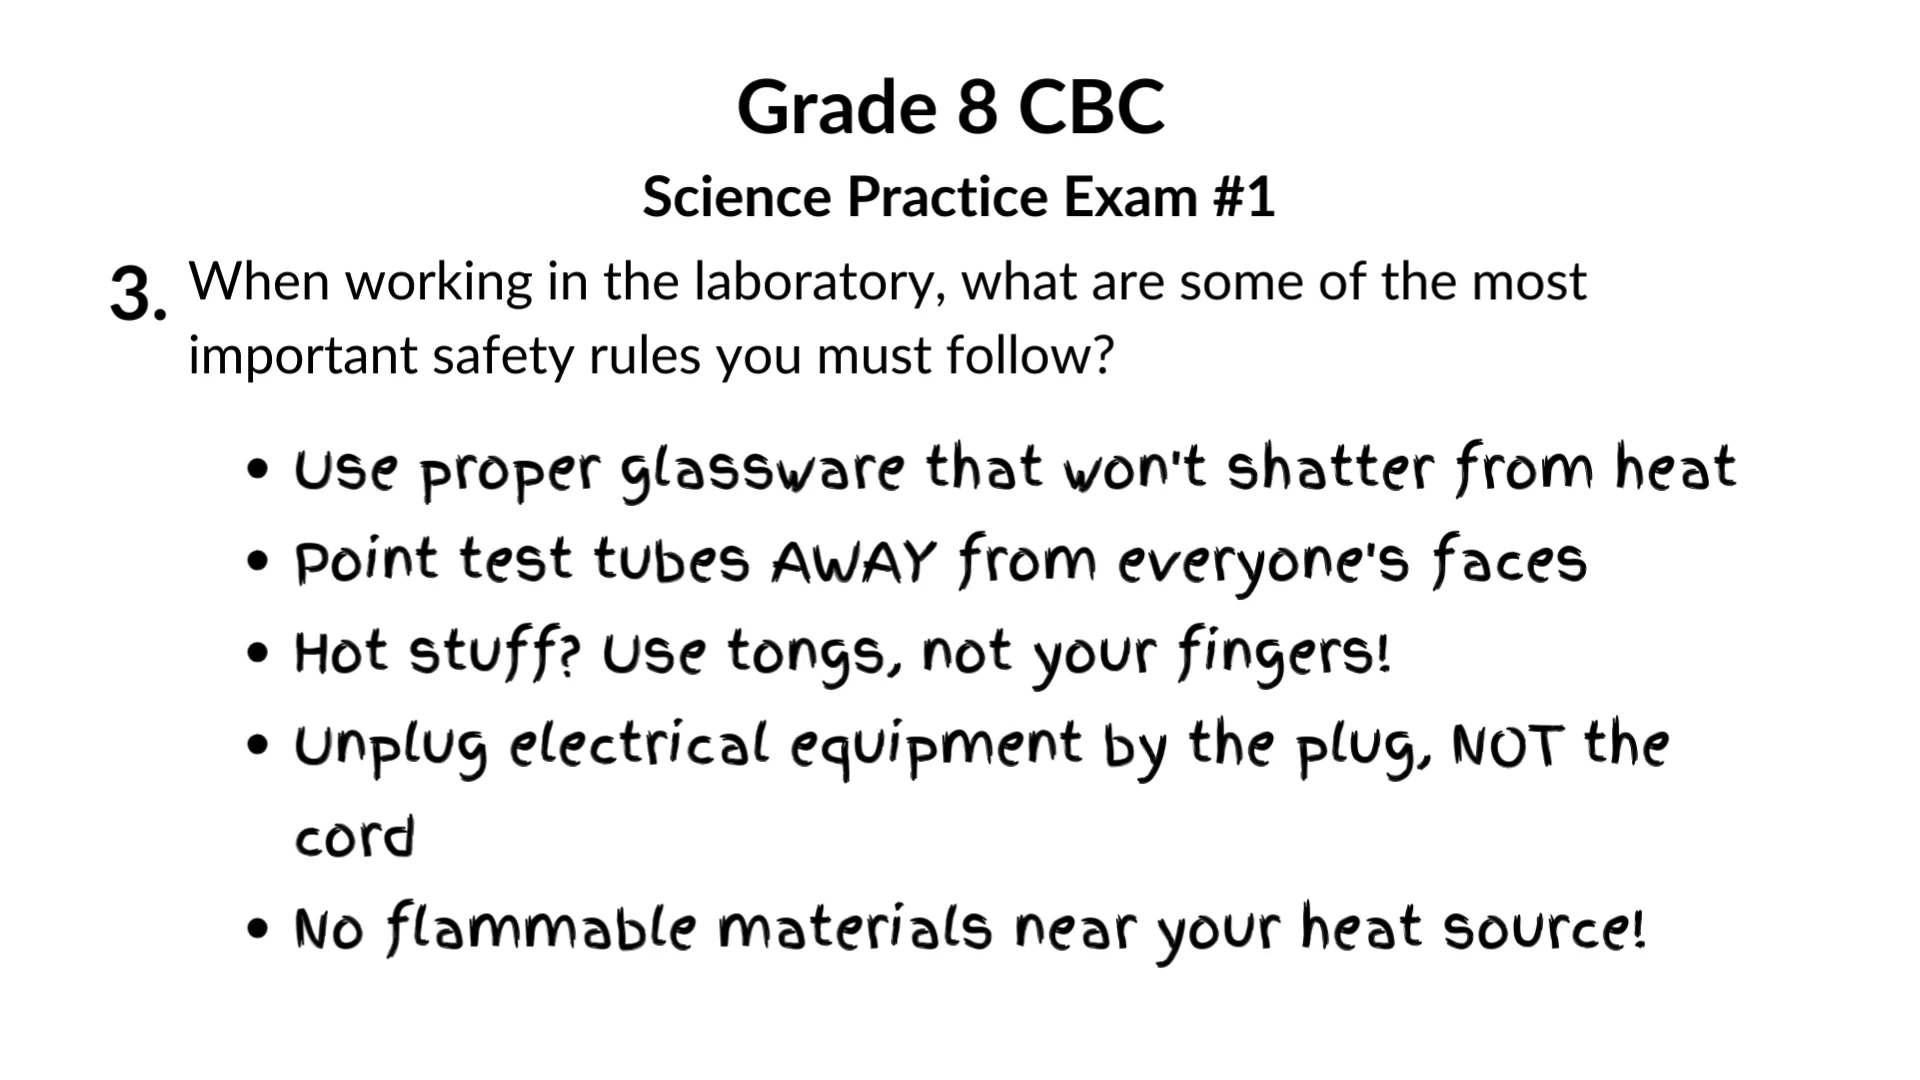 Grade 8 CBC
Science Practice Exam #1
3. When working in the laboratory, what are some of the most
important safety rules you must follow?
• Use proper glassware that won't shatter from heat
• Point test tubes AWAY from everyone's faces
• Hot stuff? Use tongs, not your fingers!
• Unplug electrical equipment by the plug, NOT the
cord
• No flammable materials near your heat source!